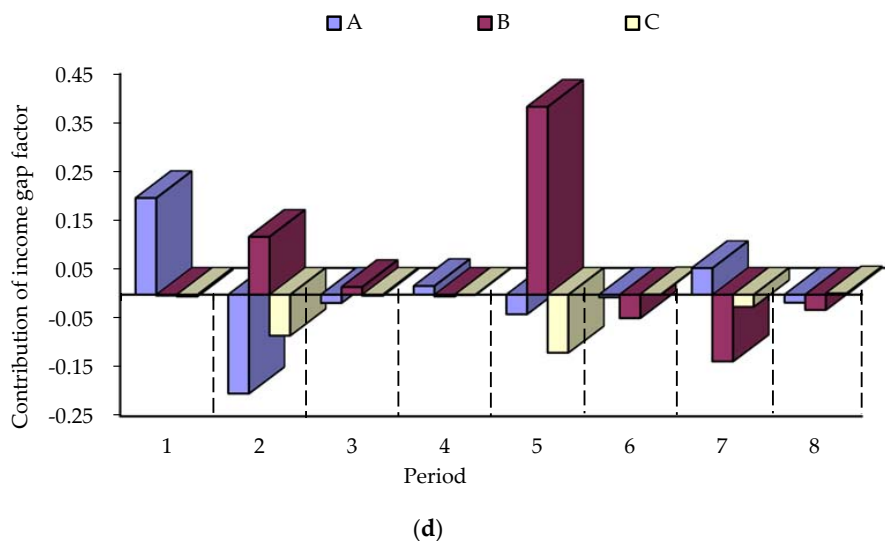 A B C
Contribution of income gap factor
0.45
0.35
0.25
0.15
0.05
-0.05
-0.15
-0.25
1 2 3 4 5 6 7 8
Period
(d)